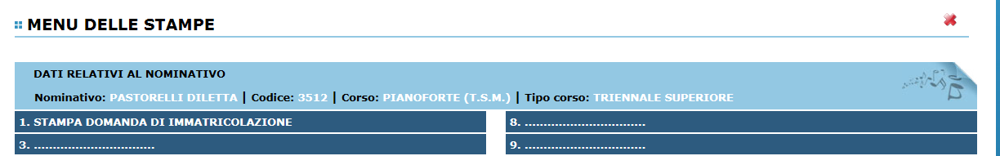 MENU DELLE STAMPE
DATI RELATIVI AL NOMINATIVO
Nominativo: PASTORELLI DILETTA | Codice: 3512 | Corso: PIANOFORTE (T.S.M.) | Tipo corso: TRIENNALE SUPERIORE
1. STAMPA DOMANDA DI IMMATRICOLAZIONE
8. ................................
3. ................................
9. ................................